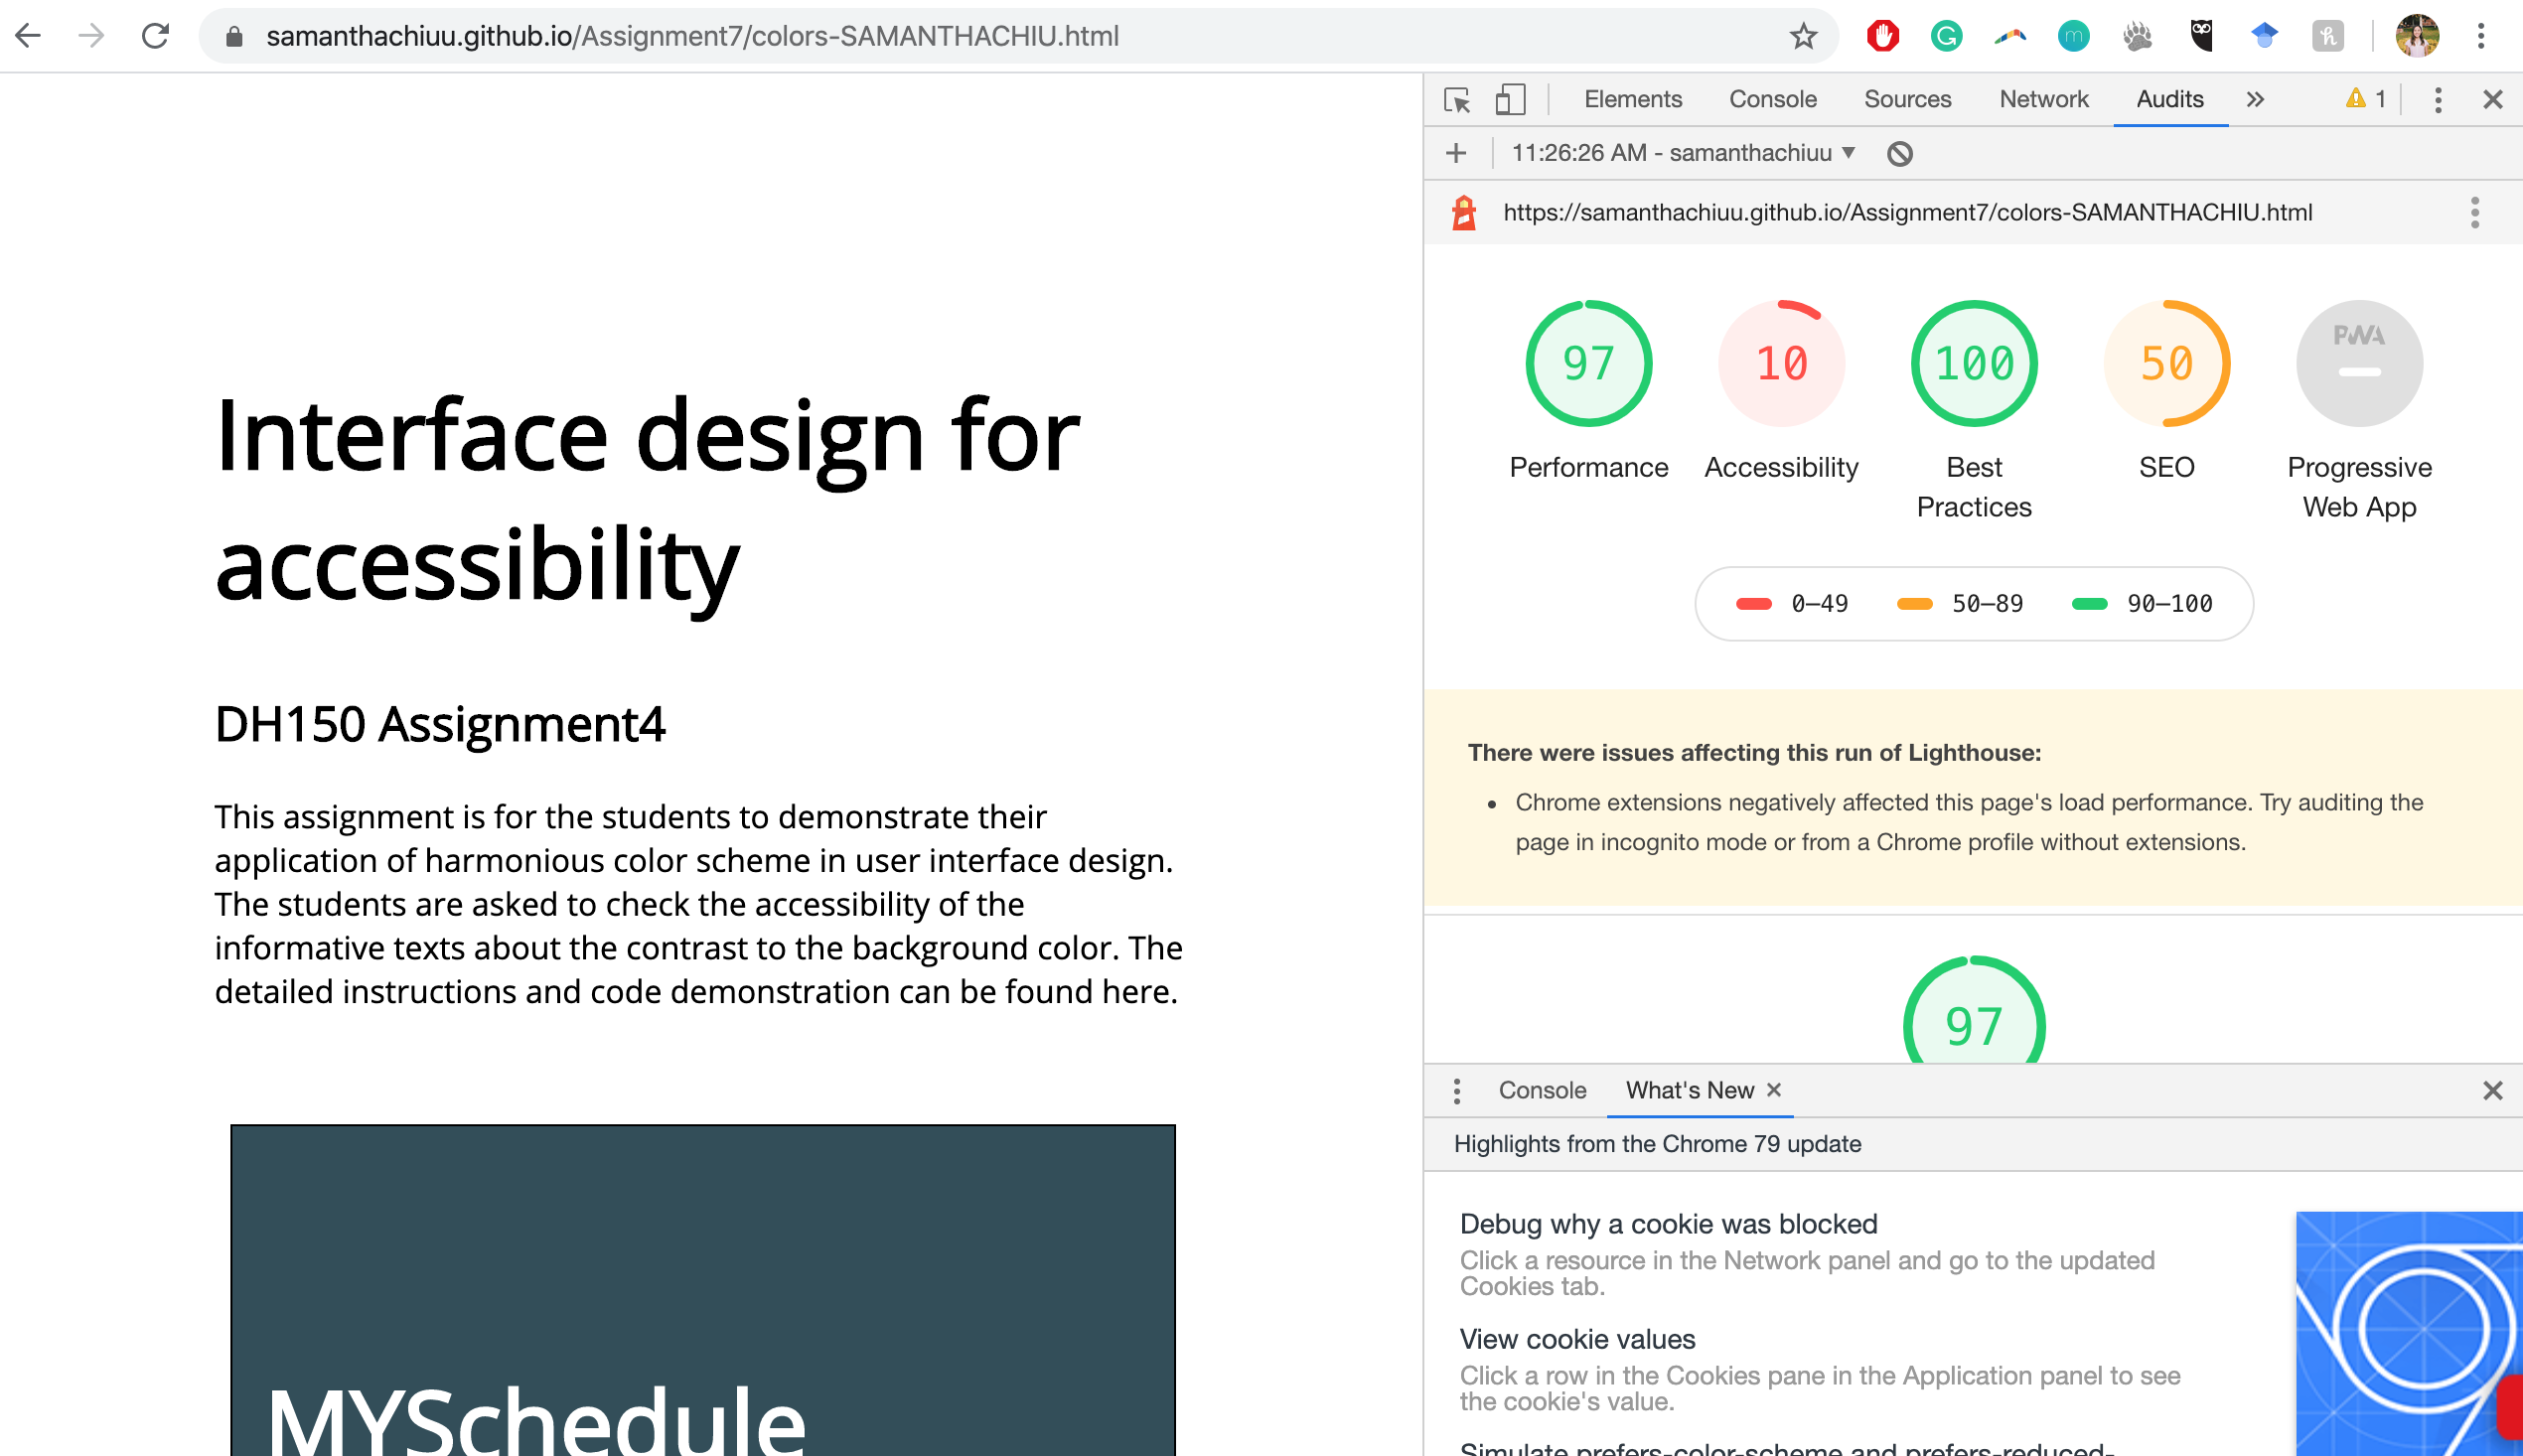 samanthachiuu.github.io/Assignment7/colors-SAMANTHACHIU.html
Interface design for
accessibility
DH150 Assignment4
This assignment is for the students to demonstrate their
application of harmonious color scheme in user interface design.
The students are asked to check the accessibility of the
informative texts about the contrast to the background color. The
detailed instructions and code demonstration can be found here.
MYSchedule
Elements Console Sources Network Audits » 1
11:26:26 AM - samanthachiuu
https://samanthachiuu.github.io/Assignment7/colors-SAMANTHACHIU.html
97 10 100 50 PWA
Performance Accessibility Best Practices SEO Progressive Web App
0–49 50–89 90–100
There were issues affecting this run of Lighthouse:
• Chrome extensions negatively affected this page's load performance. Try auditing the
page in incognito mode or from a Chrome profile without extensions.
97
Console What's New
Highlights from the Chrome 79 update
Debug why a cookie was blocked
Click a resource in the Network panel and go to the updated
Cookies tab.
View cookie values
Click a row in the Cookies pane in the Application panel to see
the cookie's value.
Simulate prefers-color-scheme and prefers-reduced-